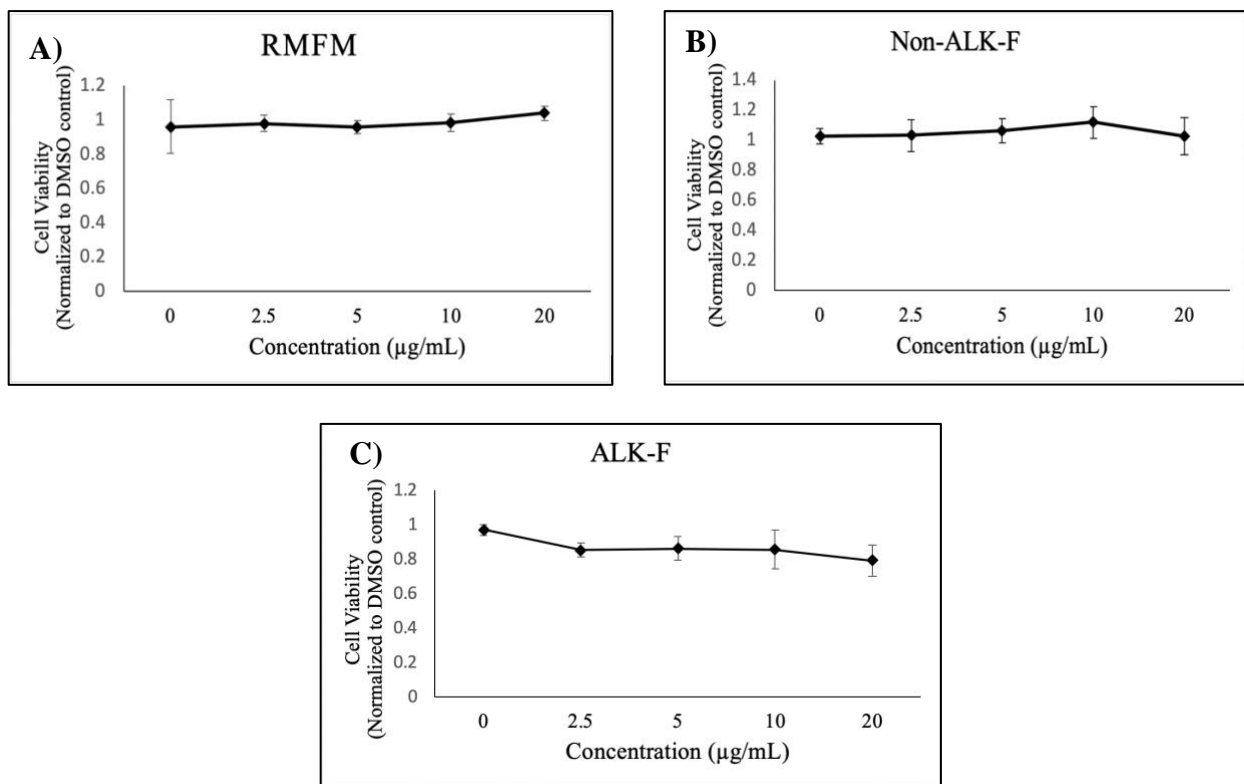 A)
RMFM
Cell Viability
(Normalized to DMSO control)
1.2
1
0.8
0.6
0.4
0.2
0
0 2.5 5 10 20
Concentration (µg/mL)
B)
Non-ALK-F
Cell Viability
(Normalized to DMSO control)
1.4
1.2
1
0.8
0.6
0.4
0.2
0
0 2.5 5 10 20
Concentration (µg/mL)
C)
ALK-F
Cell Viability
(Normalized to DMSO control)
1.2
1
0.8
0.6
0.4
0.2
0
0 2.5 5 10 20
Concentration (µg/mL)